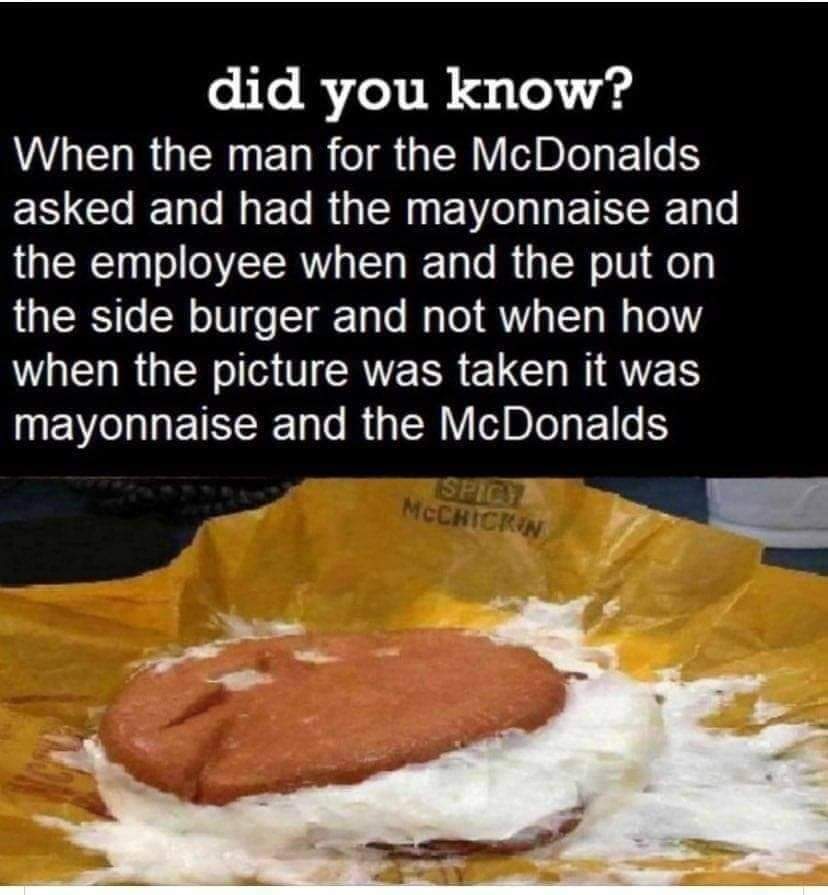 did you know?
When the man for the McDonalds
asked and had the mayonnaise and
the employee when and the put on
the side burger and not when how
when the picture was taken it was
mayonnaise and the McDonalds
SPICY
McCHICKIN